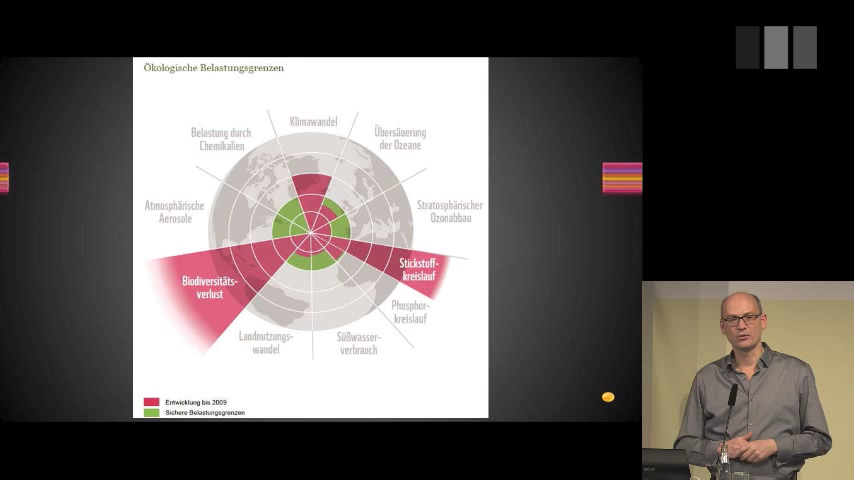 Ökologische Belastungsgrenzen
Klimawandel
Belastung durch
Chemikalien
Übersäuerung
der Ozeane
Atmosphärische
Aerosole
Stratosphärischer
Ozonabbau
Stickstoff-
kreislauf
Biodiversitäts-
verlust
Phosphor-
kreislauf
Landnutzungs-
wandel
Süßwasser-
verbrauch
Entwicklung bis 2009
Sichere Belastungsgrenzen